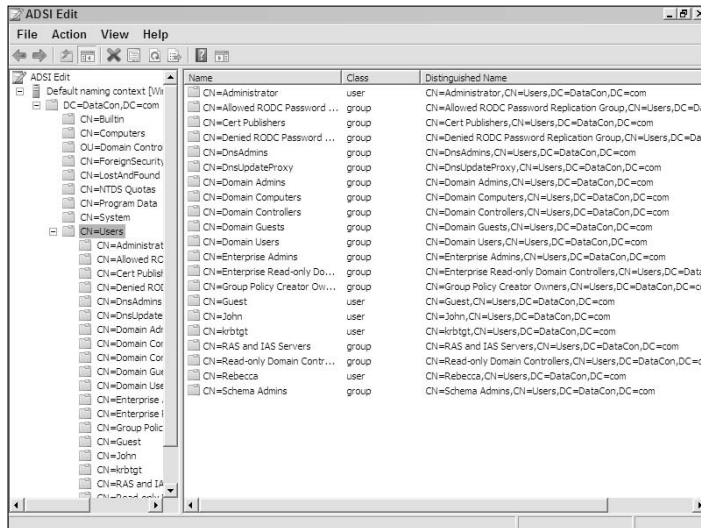 ADSI Edit
File Action View Help
ADSI Edit
Default naming context [Wi
DC=DataCon,DC=com
CN=Builtin
CN=Computers
OU=Domain Contro
CN=ForeignSecurity
CN=LostAndFound
CN=NTDS Quotas
CN=Program Data
CN=System
CN=Users
CN=Administrat
CN=Allowed RO
CN=Cert Publish
CN=Denied ROD
CN=DnsAdmins
CN=DnsUpdate
CN=Domain Adr
CN=Domain Cor
CN=Domain Cor
CN=Domain Gue
CN=Domain Use
CN=Enterprise
CN=Enterprise
CN=Group Polic
CN=Guest
CN=John
CN=krbtgt
CN=RAS and IA
CN=Read-only
Name Class Distinguished Name
CN=Administrator user CN=Administrator,CN=Users,DC=DataCon,DC=com
CN=Allowed RODC Password ... group CN=Allowed RODC Password Replication Group,CN=Users,DC=Da
CN=Cert Publishers group CN=Cert Publishers,CN=Users,DC=DataCon,DC=com
CN=Denied RODC Password ... group CN=Denied RODC Password Replication Group,CN=Users,DC=Da
CN=DnsAdmins group CN=DnsAdmins,CN=Users,DC=DataCon,DC=com
CN=DnsUpdateProxy group CN=DnsUpdateProxy,CN=Users,DC=DataCon,DC=com
CN=Domain Admins group CN=Domain Admins,CN=Users,DC=DataCon,DC=com
CN=Domain Computers group CN=Domain Computers,CN=Users,DC=DataCon,DC=com
CN=Domain Controllers group CN=Domain Controllers,CN=Users,DC=DataCon,DC=com
CN=Domain Guests group CN=Domain Guests,CN=Users,DC=DataCon,DC=com
CN=Domain Users group CN=Domain Users,CN=Users,DC=DataCon,DC=com
CN=Enterprise Admins group CN=Enterprise Admins,CN=Users,DC=DataCon,DC=com
CN=Enterprise Read-only Do... group CN=Enterprise Read-only Domain Controllers,CN=Users,DC=Data
CN=Group Policy Creator Ow... group CN=Group Policy Creator Owners,CN=Users,DC=DataCon,DC=c
CN=Guest user CN=Guest,CN=Users,DC=DataCon,DC=com
CN=John user CN=John,CN=Users,DC=DataCon,DC=com
CN=krbtgt user CN=krbtgt,CN=Users,DC=DataCon,DC=com
CN=RAS and IAS Servers group CN=RAS and IAS Servers,CN=Users,DC=DataCon,DC=com
CN=Read-only Domain Contr... group CN=Read-only Domain Controllers,CN=Users,DC=DataCon,DC=c
CN=Rebecca user CN=Rebecca,CN=Users,DC=DataCon,DC=com
CN=Schema Admins group CN=Schema Admins,CN=Users,DC=DataCon,DC=com